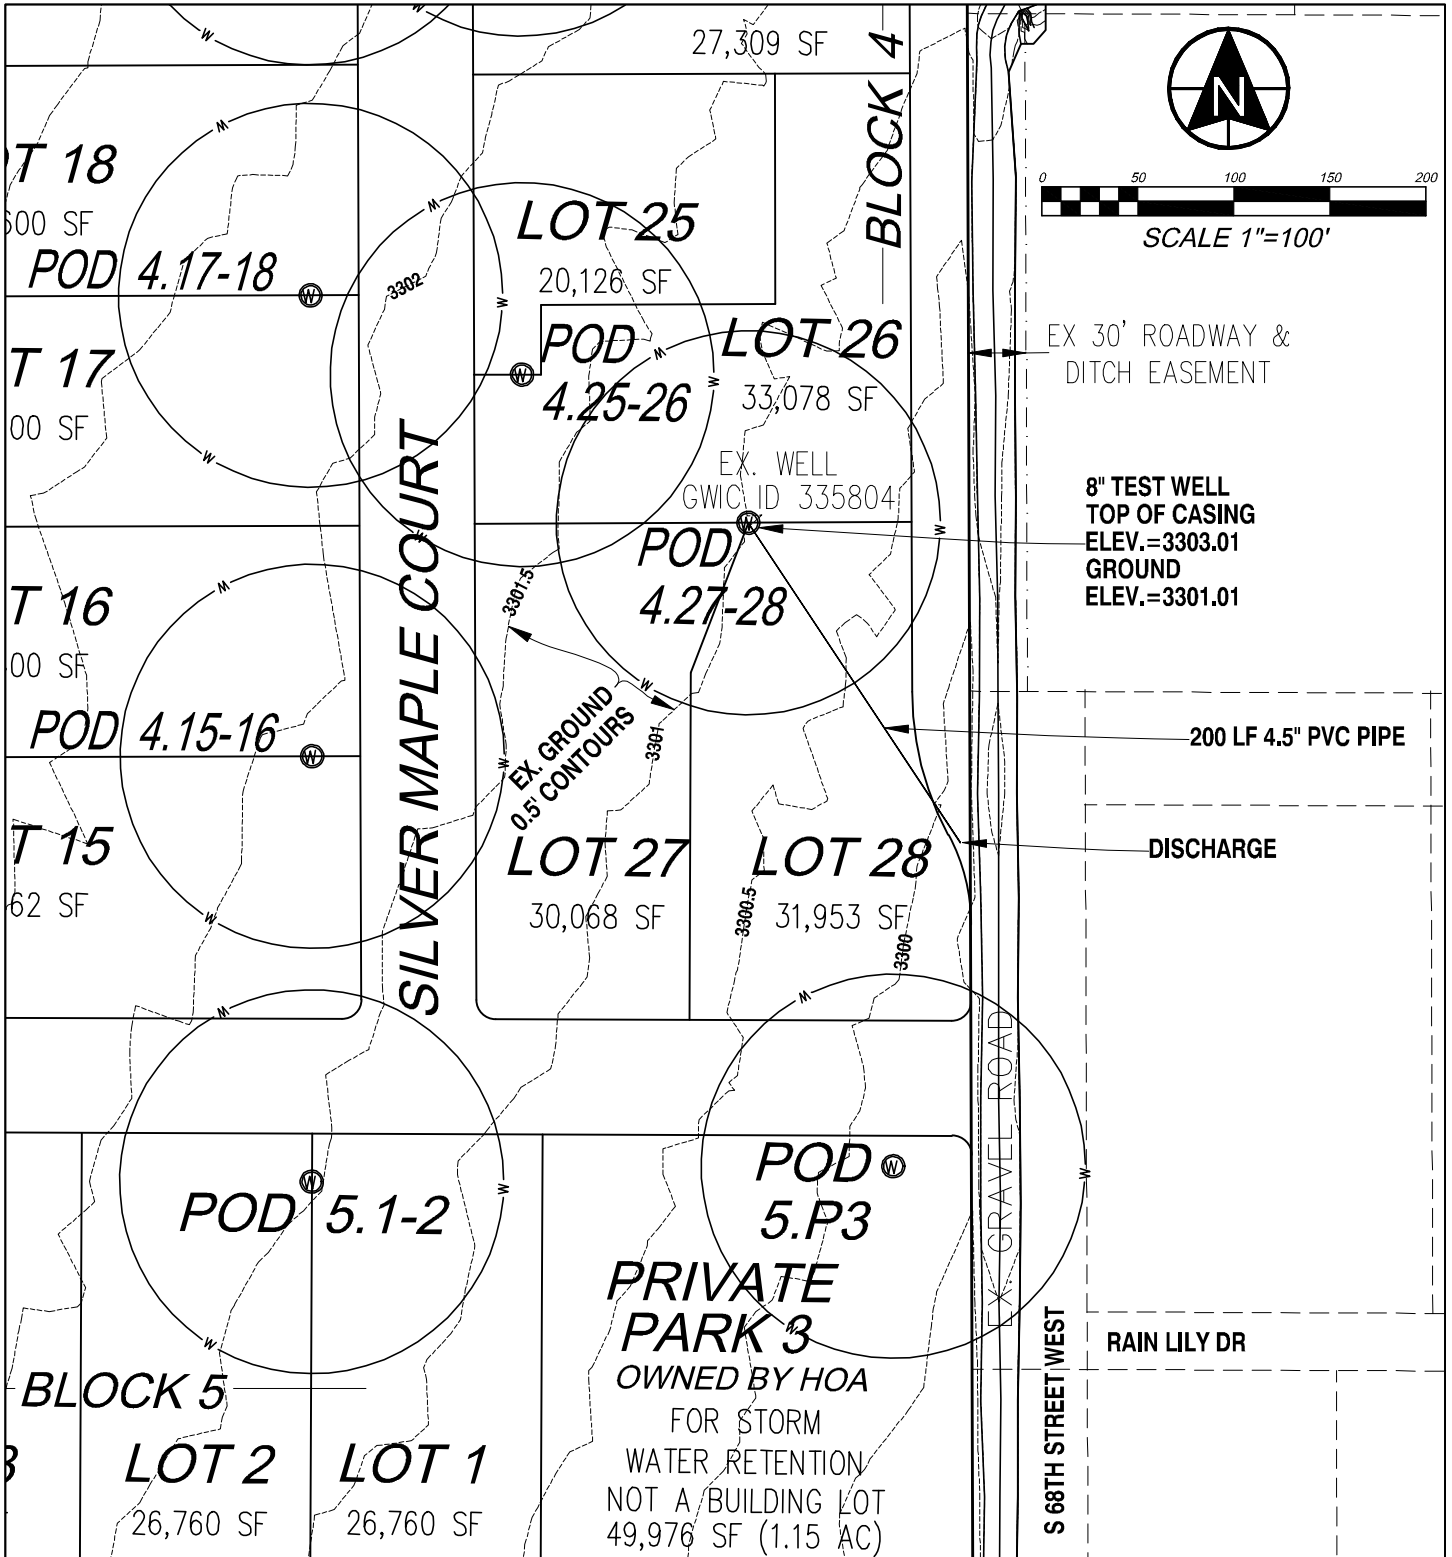 27,309 SF
BLOCK 4
N
0 50 100 150 200
SCALE 1"=100'
T 18
600 SF
POD 4.17-18
W
3302
LOT 25
20,126 SF
POD
4.25-26
W
LOT 26
33,078 SF
EX 30' ROADWAY &
DITCH EASEMENT
T 17
00 SF
EX. WELL
GWIC ID 335804
8" TEST WELL
TOP OF CASING
ELEV.=3303.01
GROUND
ELEV.=3301.01
POD
4.27-28
SILVER MAPLE COURT
3301.5
T 16
00 SF
EX. GROUND
0.5' CONTOURS
3301
POD 4.15-16
W
200 LF 4.5" PVC PIPE
DISCHARGE
T 15
62 SF
LOT 27
30,068 SF
LOT 28
31,953 SF
3300.5
3300
EX. GRAVEL ROAD
POD 5.1-2
W
POD
5.P3
W
PRIVATE
PARK 3
OWNED BY HOA
FOR STORM
WATER RETENTION
NOT A BUILDING LOT
49,976 SF (1.15 AC)
BLOCK 5
3
LOT 2
26,760 SF
LOT 1
26,760 SF
S 68TH STREET WEST
RAIN LILY DR